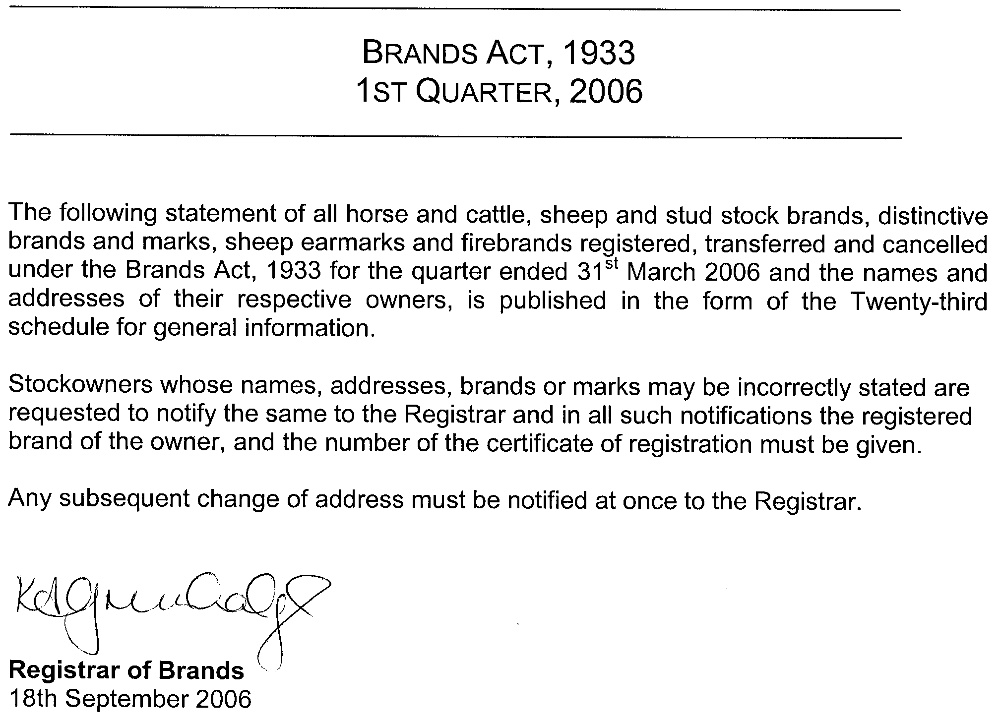 BRANDS ACT, 1933
1ST QUARTER, 2006
The following statement of all horse and cattle, sheep and stud stock brands, distinctive
brands and marks, sheep earmarks and firebrands registered, transferred and cancelled
under the Brands Act, 1933 for the quarter ended 31st March 2006 and the names and
addresses of their respective owners, is published in the form of the Twenty-third
schedule for general information.
Stockowners whose names, addresses, brands or marks may be incorrectly stated are
requested to notify the same to the Registrar and in all such notifications the registered
brand of the owner, and the number of the certificate of registration must be given.
Any subsequent change of address must be notified at once to the Registrar.
Registrar of Brands
18th September 2006